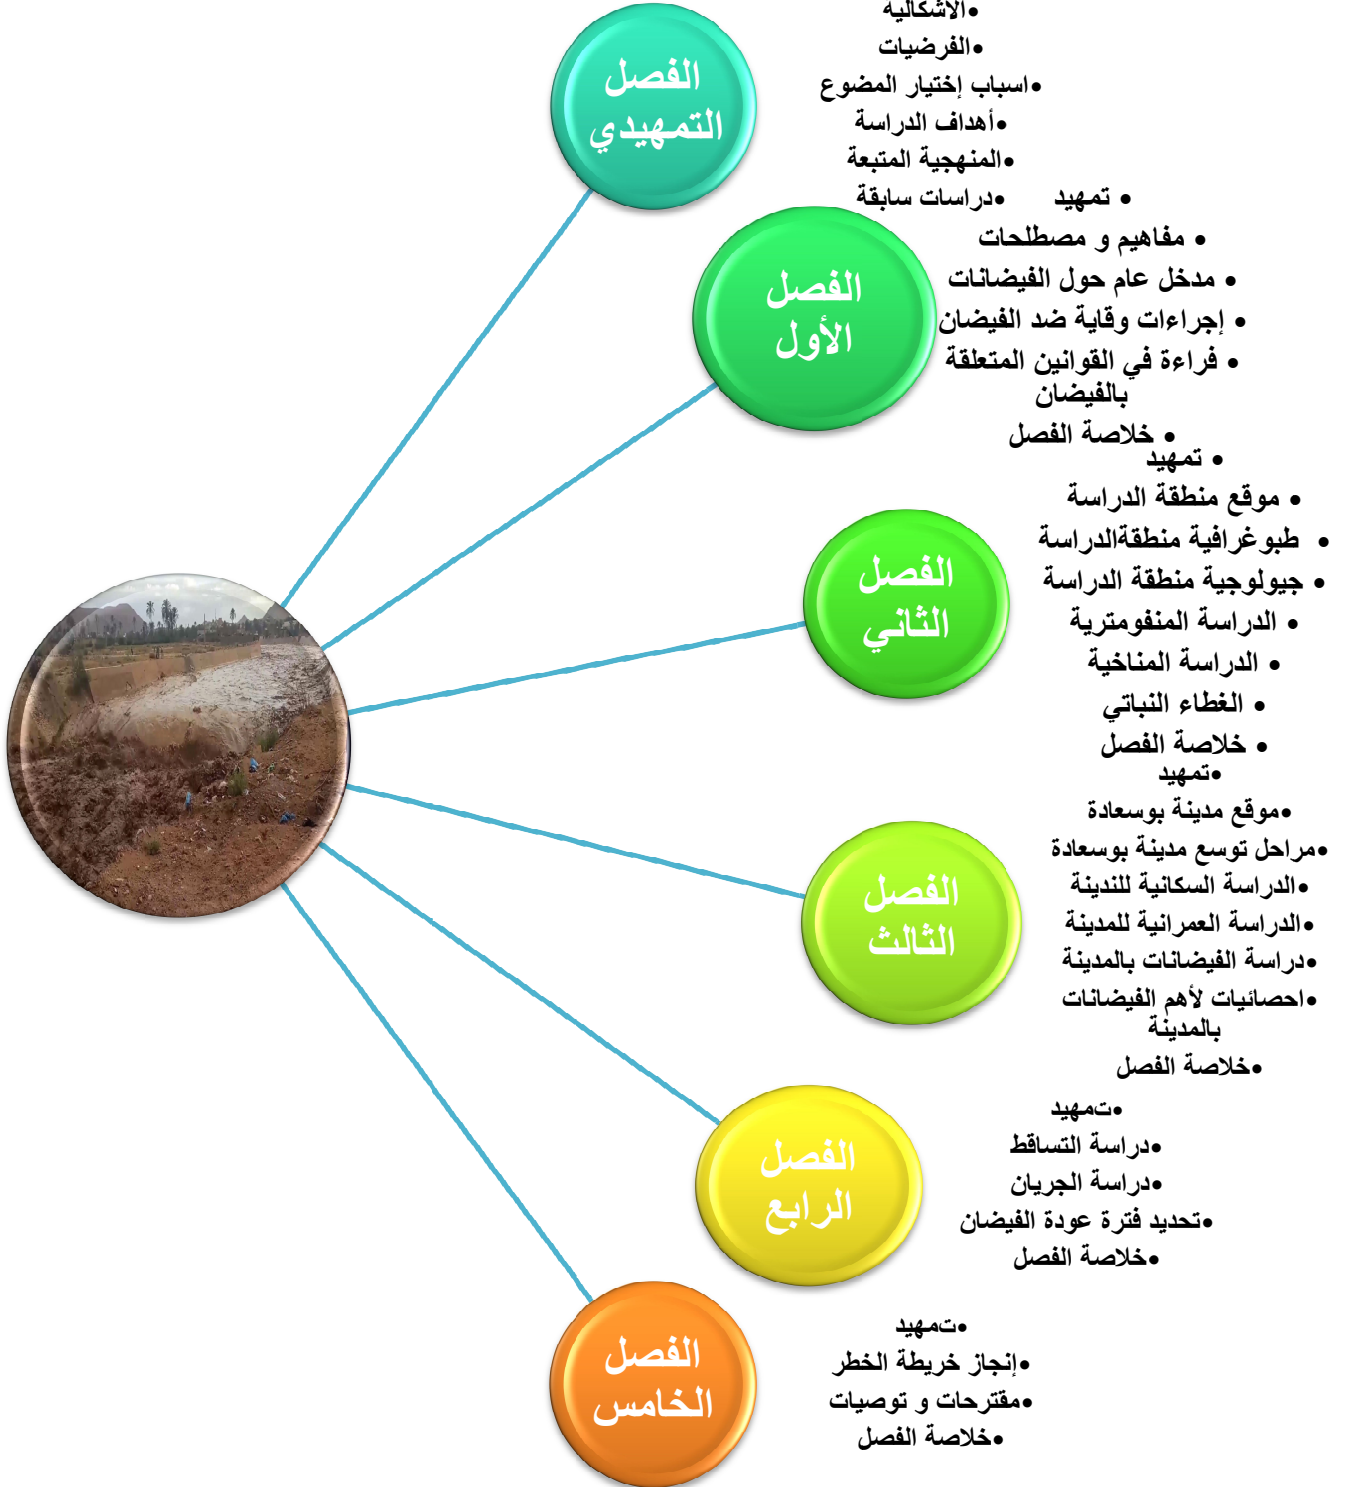 الفصل
التمهيدي
•الاشكالية
•الفرضيات
•اسباب إختيار المضوع
•أهداف الدراسة
•المنهجية المتبعة
•دراسات سابقة
الفصل
الأول
• تمهيد
• مفاهيم و مصطلحات
• مدخل عام حول الفيضانات
• إجراءات وقاية ضد الفيضان
• فراءة في القوانين المتعلقة
بالفيضان
• خلاصة الفصل
الفصل
الثاني
• تمهيد
• موقع منطقة الدراسة
• طبوغرافية منطقةالدراسة
• جيولوجية منطقة الدراسة
• الدراسة المنفومترية
• الدراسة المناخية
• الغطاء النباتي
• خلاصة الفصل
الفصل
الثالث
•تمهيد
•موقع مدينة بوسعادة
•مراحل توسع مدينة بوسعادة
•الدراسة السكانية للندينة
•الدراسة العمرانية للمدينة
•دراسة الفيضانات بالمدينة
•احصائيات لأهم الفيضانات
بالمدينة
•خلاصة الفصل
الفصل
الرابع
•تمهيد
•دراسة التساقط
•دراسة الجريان
•تحديد فترة عودة الفيضان
•خلاصة الفصل
الفصل
الخامس
•تمهيد
•إنجاز خريطة الخطر
•مقترحات و توصيات
•خلاصة الفصل